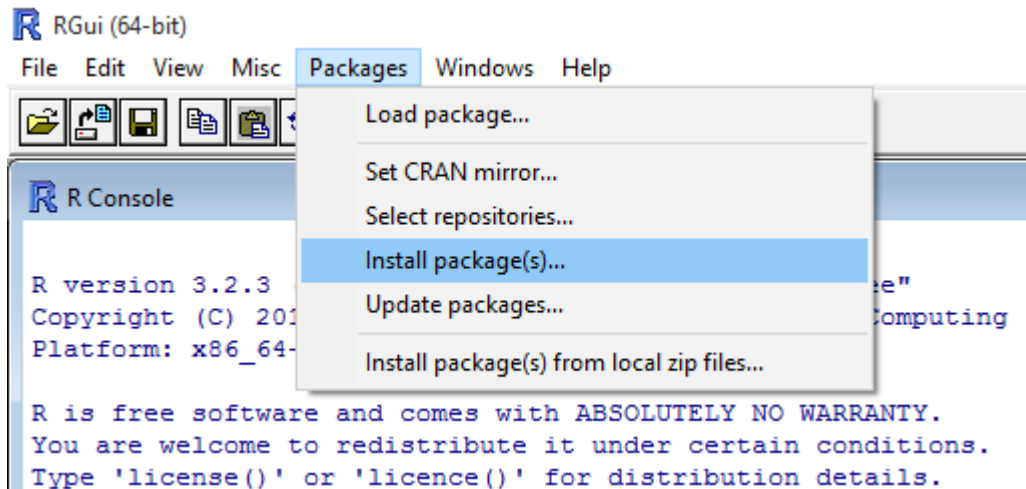 RGui (64-bit)
File Edit View Misc Packages Windows Help
Load package...
Set CRAN mirror...
Select repositories...
Install package(s)...
Update packages...
Install package(s) from local zip files...
R Console
R version 3.2.3
Copyright (C) 201 Computing
Platform: x86_64-
R is free software and comes with ABSOLUTELY NO WARRANTY.
You are welcome to redistribute it under certain conditions.
Type 'license()' or 'licence()' for distribution details.